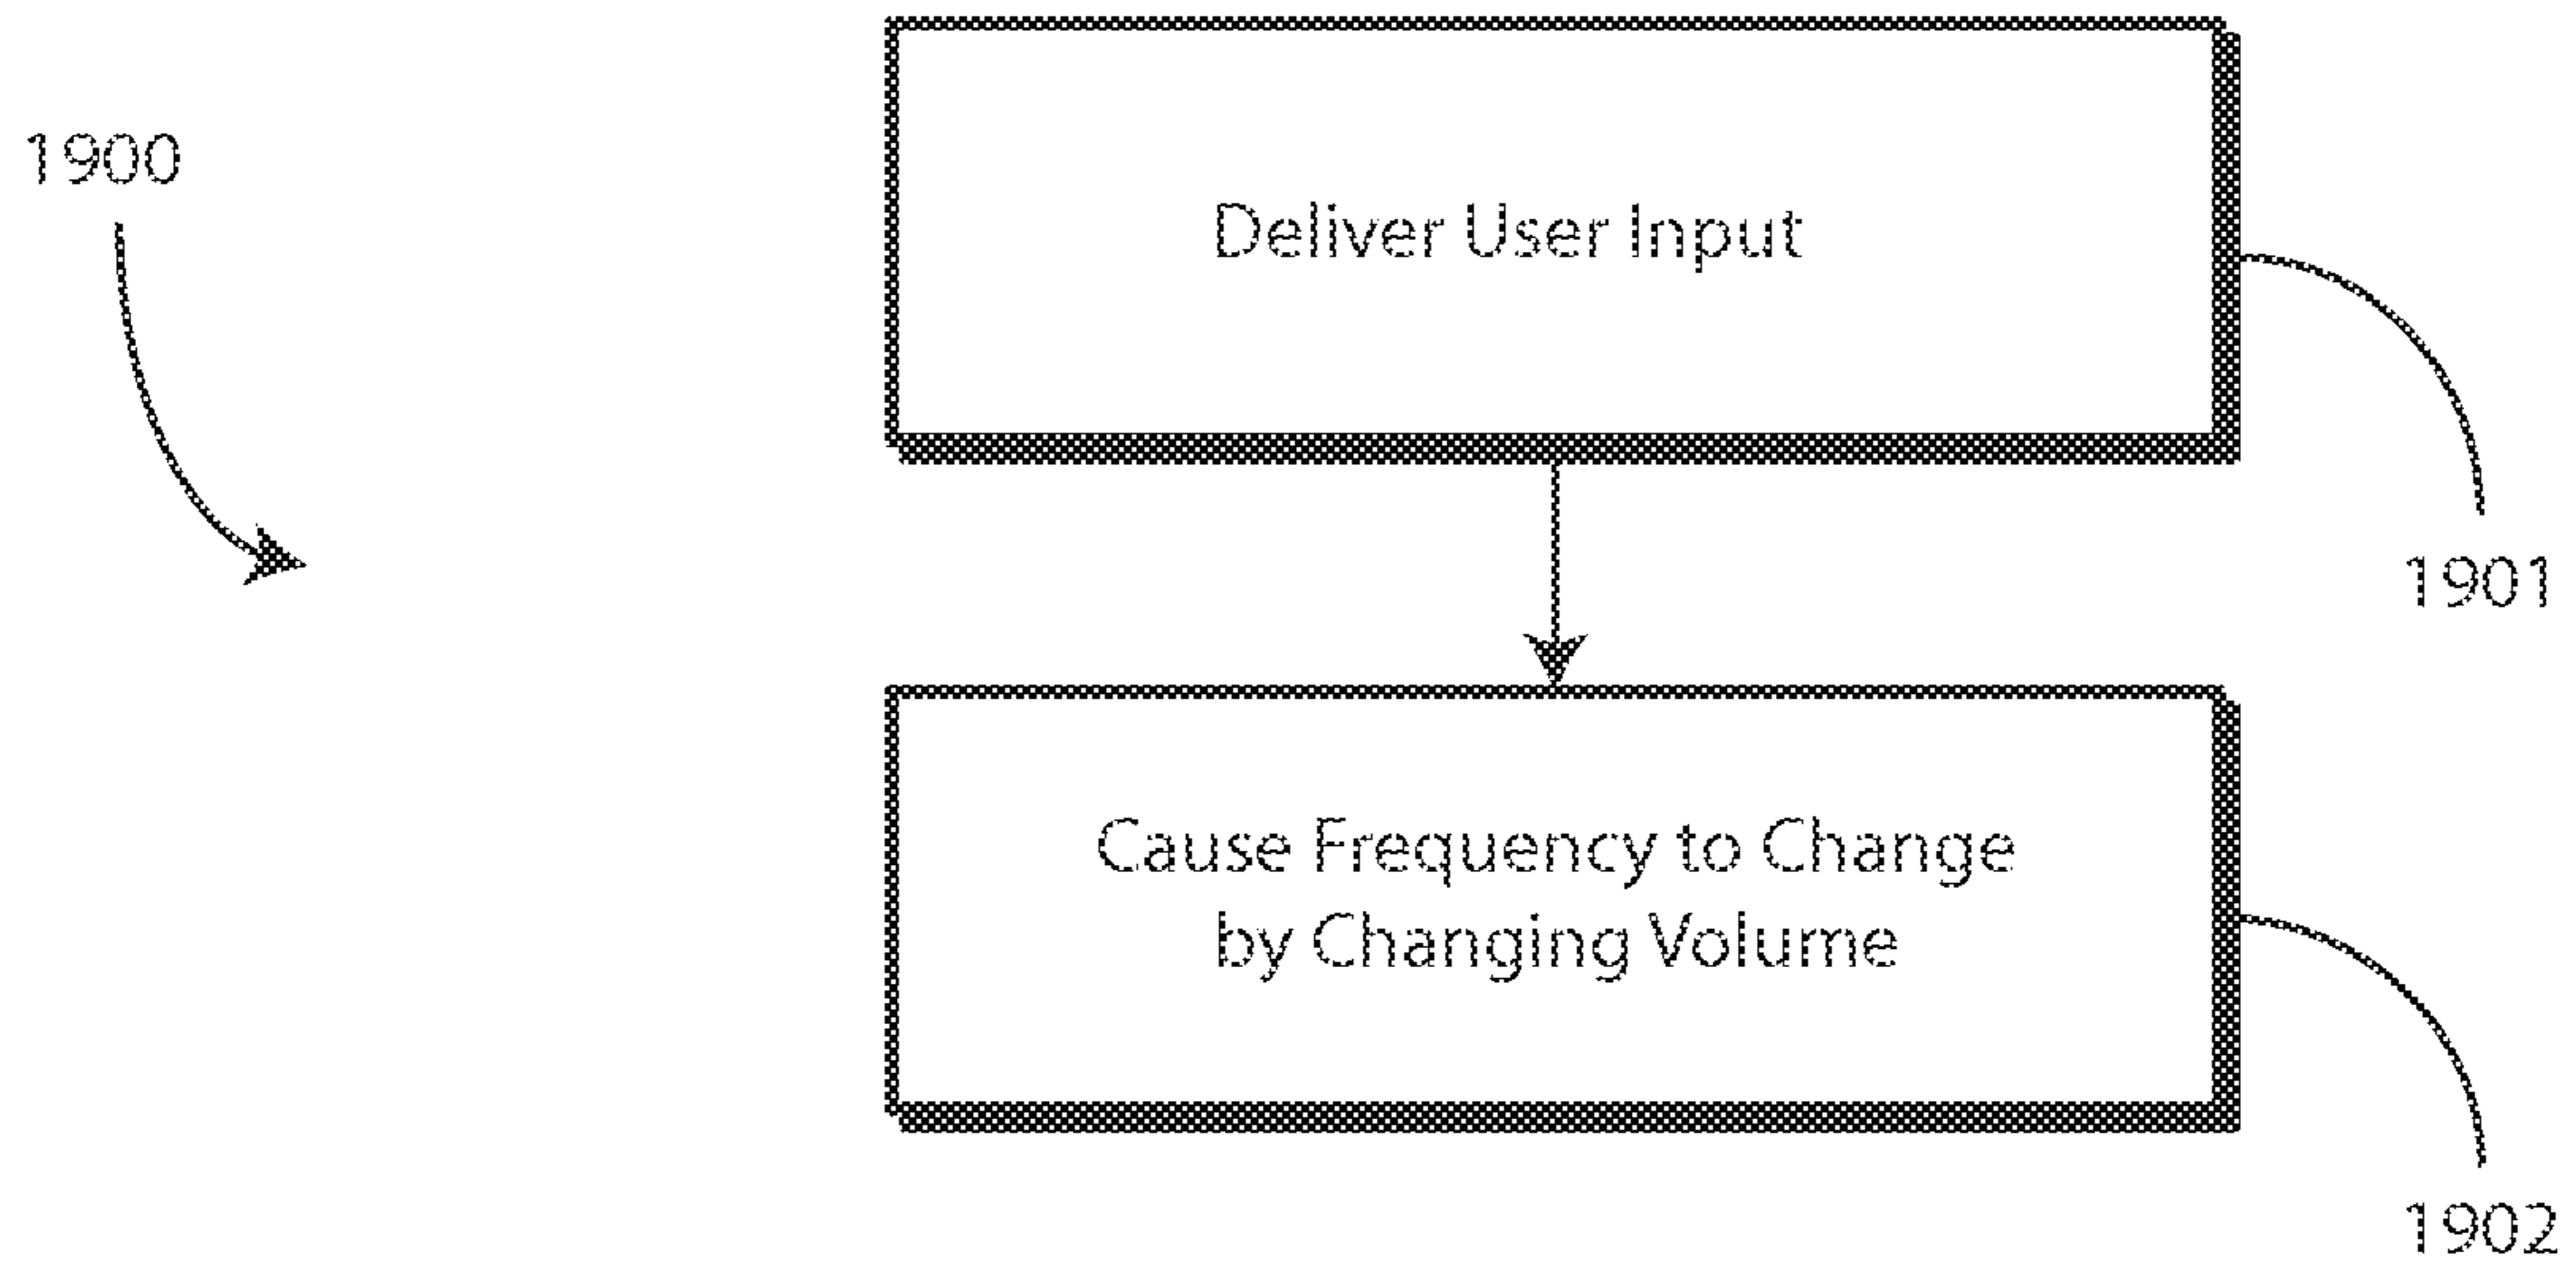 1900
Deliver User Input
1901
Cause Frequency to Change
by Changing Volume
1902